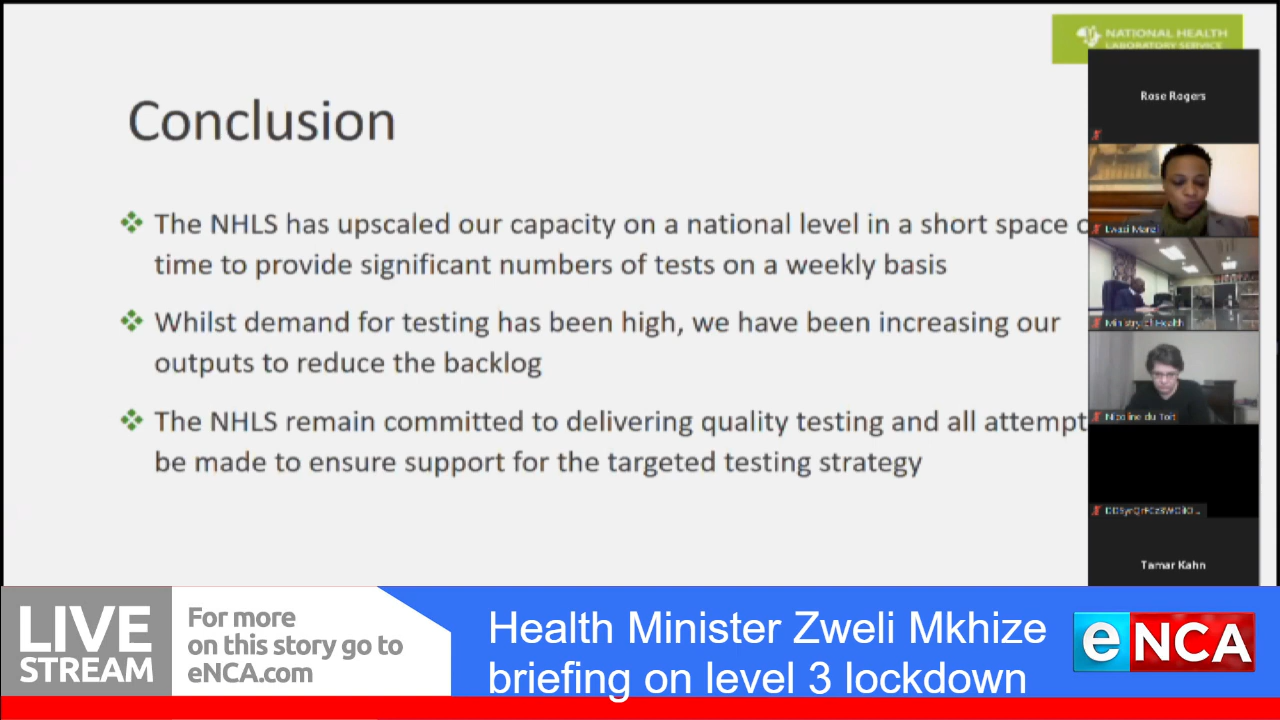 NATIONAL HEALTH
LABORATORY SERVICE
Conclusion
The NHLS has upscaled our capacity on a national level in a short space
time to provide significant numbers of tests on a weekly basis
Whilst demand for testing has been high, we have been increasing our
outputs to reduce the backlog
The NHLS remain committed to delivering quality testing and all attempt
be made to ensure support for the targeted testing strategy
Rose Rogers
Ministry of Health
Nicoline du Toit
Tamar Kahn
LIVE
STREAM
For more
on this story go to
eNCA.com
Health Minister Zweli Mkhize
briefing on level 3 lockdown
eNCA